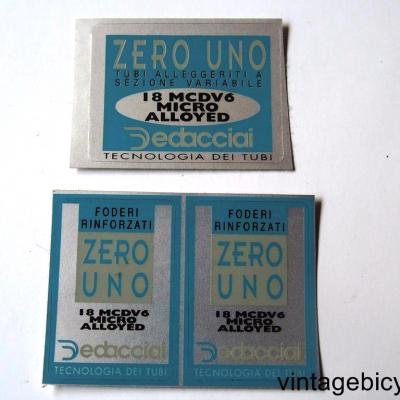 ZERO UNO
TUBI ALLEGGERITI A
SEZIONE VARIABILE
18 MCDV6
MICRO
ALLOYED
Dedacciai
TECNOLOGIA DEI TUBI
FODERI
RINFORZATI
ZERO
UNO
18 MCDV6
MICRO
ALLOYED
Dedacciai
TECNOLOGIA DEI TUBI
FODERI
RINFORZATI
ZERO
UNO
18 MCDV6
MICRO
ALLOYED
Dedacciai
TECNOLOGIA DEI TUBI
vintagebicy